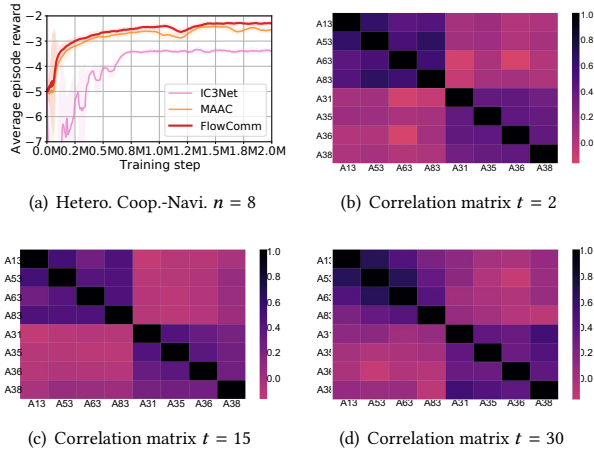 Average episode reward
−2
−3
−4
−5
−6
−7
IC3Net
MAAC
FlowComm
0.0M 0.2M 0.5M 0.8M 1.0M 1.2M 1.5M 1.8M 2.0M
Training step
(a) Hetero. Coop.-Navi. n = 8
A13
A53
A63
A83
A31
A35
A36
A38
A13 A53 A63 A83 A31 A35 A36 A38
1.0
0.8
0.6
0.4
0.2
0.0
(b) Correlation matrix t = 2
A13
A53
A63
A83
A31
A35
A36
A38
A13 A53 A63 A83 A31 A35 A36 A38
1.0
0.8
0.6
0.4
0.2
0.0
(c) Correlation matrix t = 15
A13
A53
A63
A83
A31
A35
A36
A38
A13 A53 A63 A83 A31 A35 A36 A38
1.0
0.8
0.6
0.4
0.2
0.0
(d) Correlation matrix t = 30